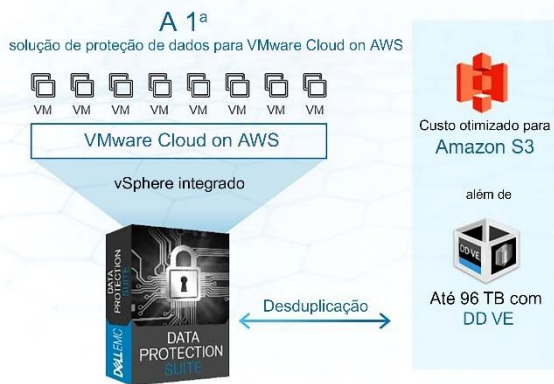 A 1ª
solução de proteção de dados para VMware Cloud on AWS
VM VM VM VM VM VM VM VM
VMware Cloud on AWS
vSphere integrado
DATA
PROTECTION
SUITE
DELL EMC
DATA
PROTECTION
SUITE
Desduplicação
Custo otimizado para
Amazon S3
além de
DD VE
Até 96 TB com
DD VE